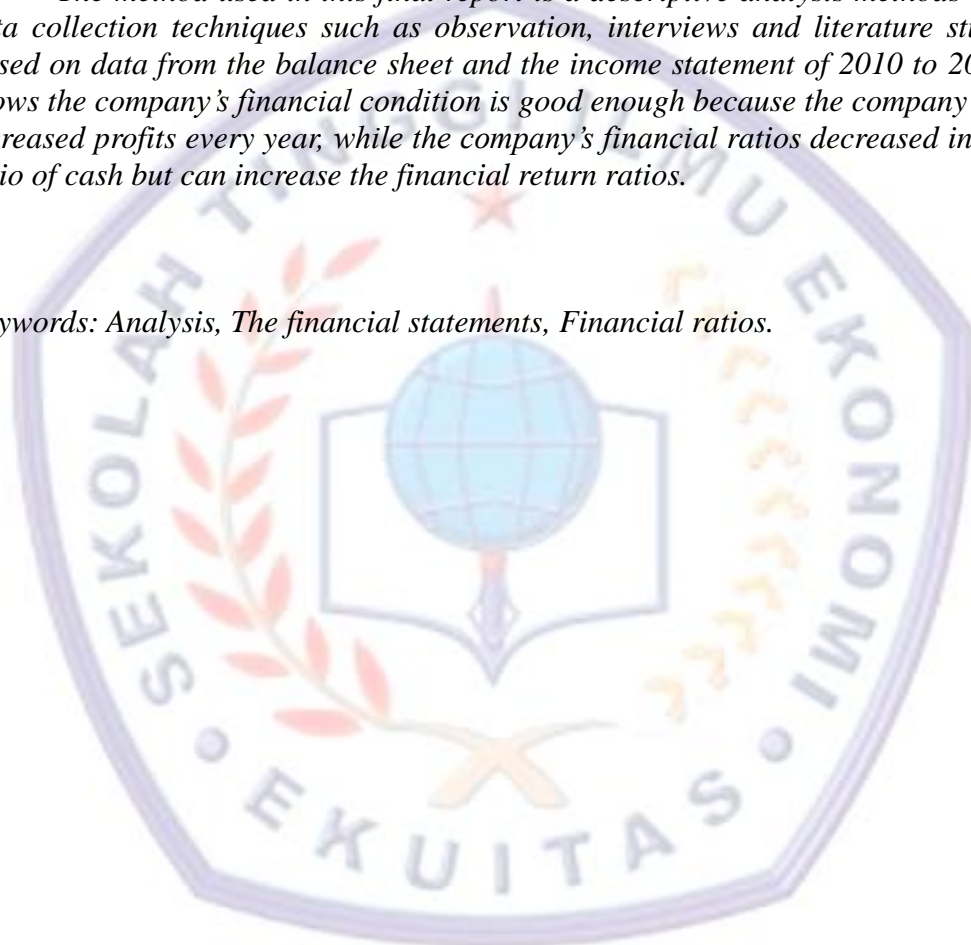 The method used in this final report is a descriptive analysis methods
ta collection techniques such as observation, interviews and literature stu
sed on data from the balance sheet and the income statement of 2010 to 20
ows the company's financial condition is good enough because the company
reased profits every year, while the company's financial ratios decreased in
io of cash but can increase the financial return ratios.
ywords: Analysis, The financial statements, Financial ratios.
SEKOLAH TINGGI ILMU EKONOMI
EKUITAS